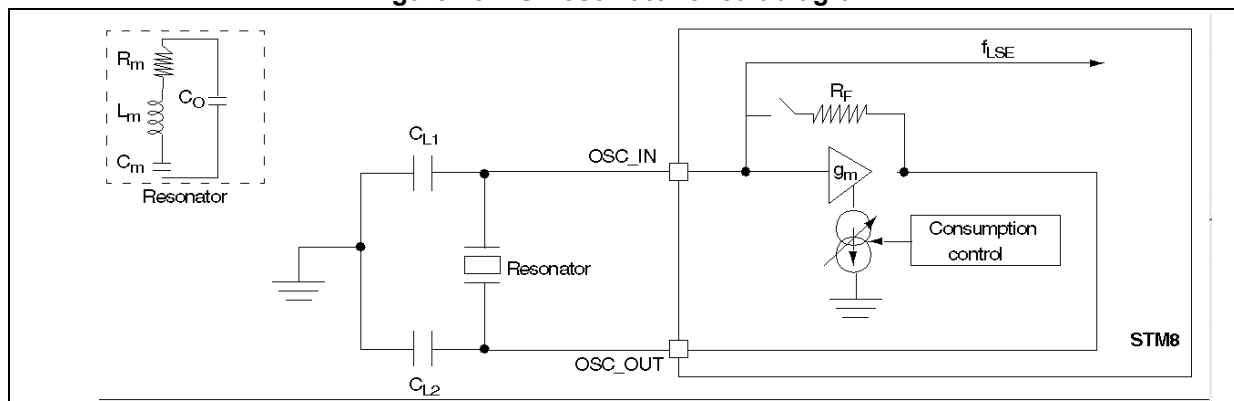 Rm
Lm
CO
Cm
Resonator
CL1
OSC_IN
fLSE
RF
gm
Consumption
control
Resonator
STM8
OSC_OUT
CL2